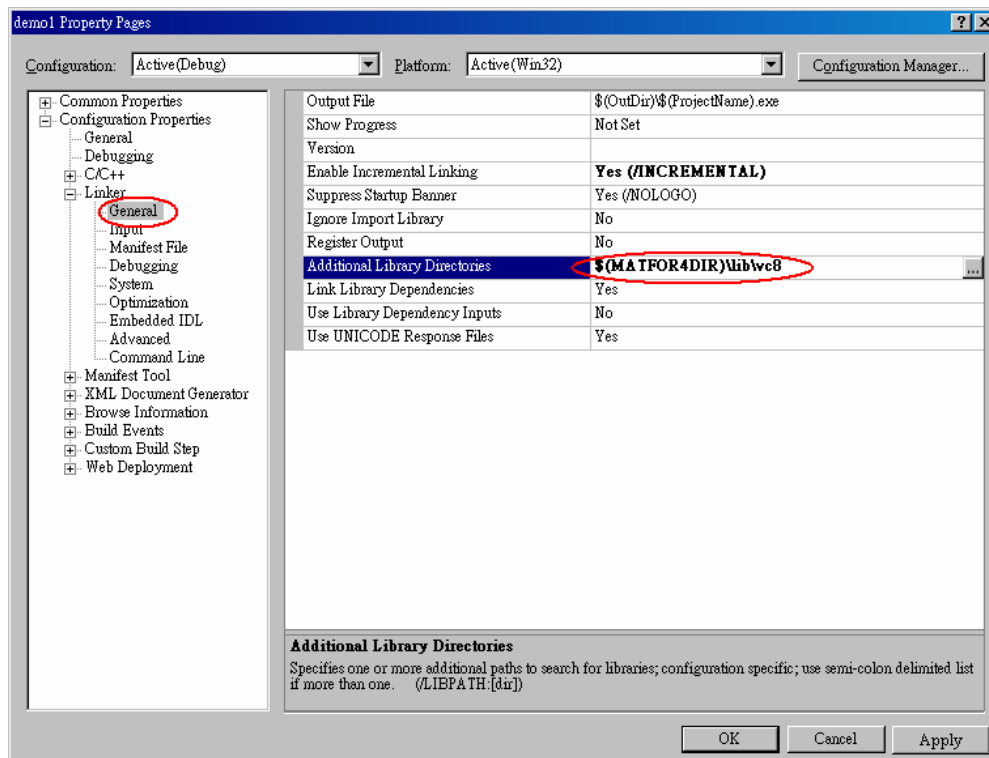 demo1 Property Pages
Configuration: Active(Debug) Platform: Active(Win32) Configuration Manager...
Common Properties
Configuration Properties
General
Debugging
C/C++
Linker
General
Input
Manifest File
Debugging
System
Optimization
Embedded IDL
Advanced
Command Line
Manifest Tool
XML Document Generator
Browse Information
Build Events
Custom Build Step
Web Deployment
Output File $(OutDir)\$(ProjectName).exe
Show Progress Not Set
Version
Enable Incremental Linking Yes (/INCREMENTAL)
Suppress Startup Banner Yes (/NOLOGO)
Ignore Import Library No
Register Output No
Additional Library Directories $(MATFOR4DIR)\lib\vc8 ...
Link Library Dependencies Yes
Use Library Dependency Inputs No
Use UNICODE Response Files Yes
Additional Library Directories
Specifies one or more additional paths to search for libraries; configuration specific; use semi-colon delimited list
if more than one. (/LIBPATH:[dir])
OK Cancel Apply